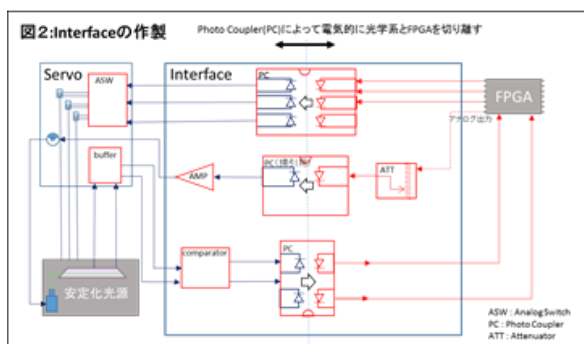 図2:Interfaceの作製
Photo Coupler(PC)によって電気的に光学系とFPGAを切り離す
Servo
Interface
ASW
PC
FPGA
アナログ出力
buffer
AMP
ATT
comparator
PC
安定化光源
ASW : Analog Switch
PC : Photo Coupler
ATT : Attenuator